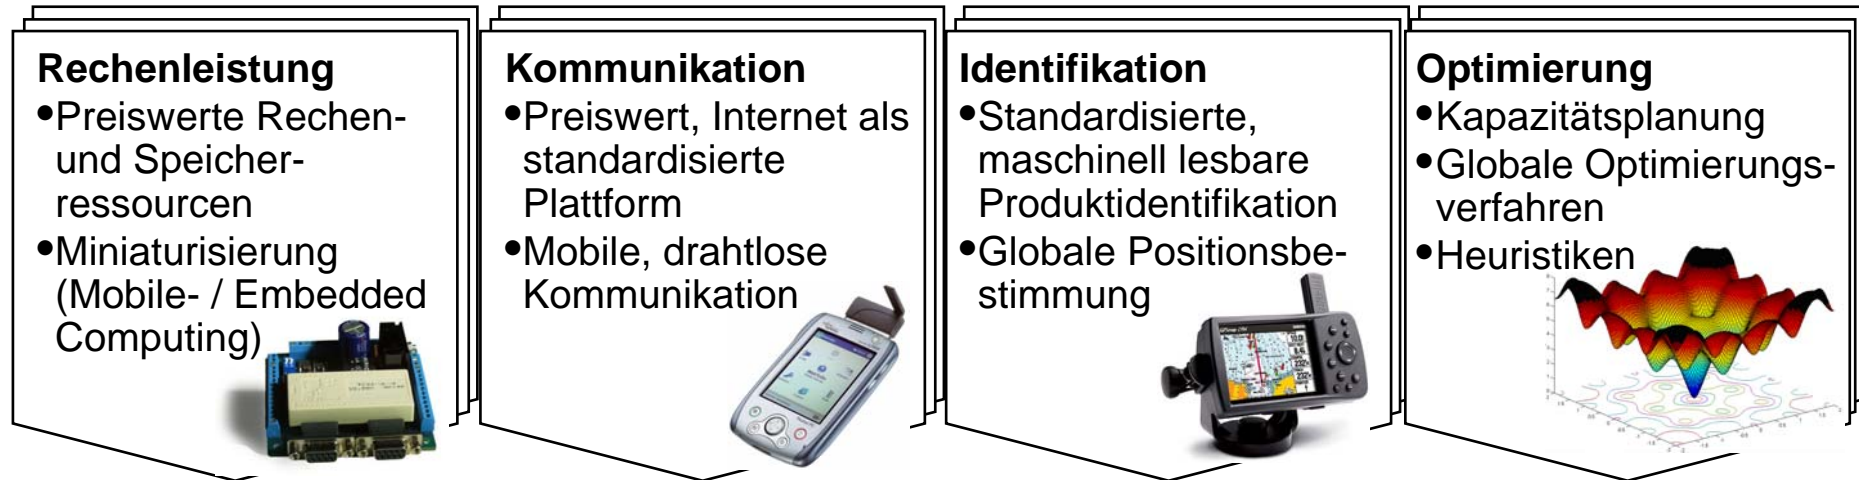 Rechenleistung
•Preiswerte Rechen-
und Speicher-
ressourcen
•Miniaturisierung
(Mobile- / Embedded
Computing)
Kommunikation
•Preiswert, Internet als
standardisierte
Plattform
•Mobile, drahtlose
Kommunikation
Identifikation
•Standardisierte,
maschinell lesbare
Produktidentifikation
•Globale Positionsbe-
stimmung
Optimierung
•Kapazitätsplanung
•Globale Optimierungs-
verfahren
•Heuristiken